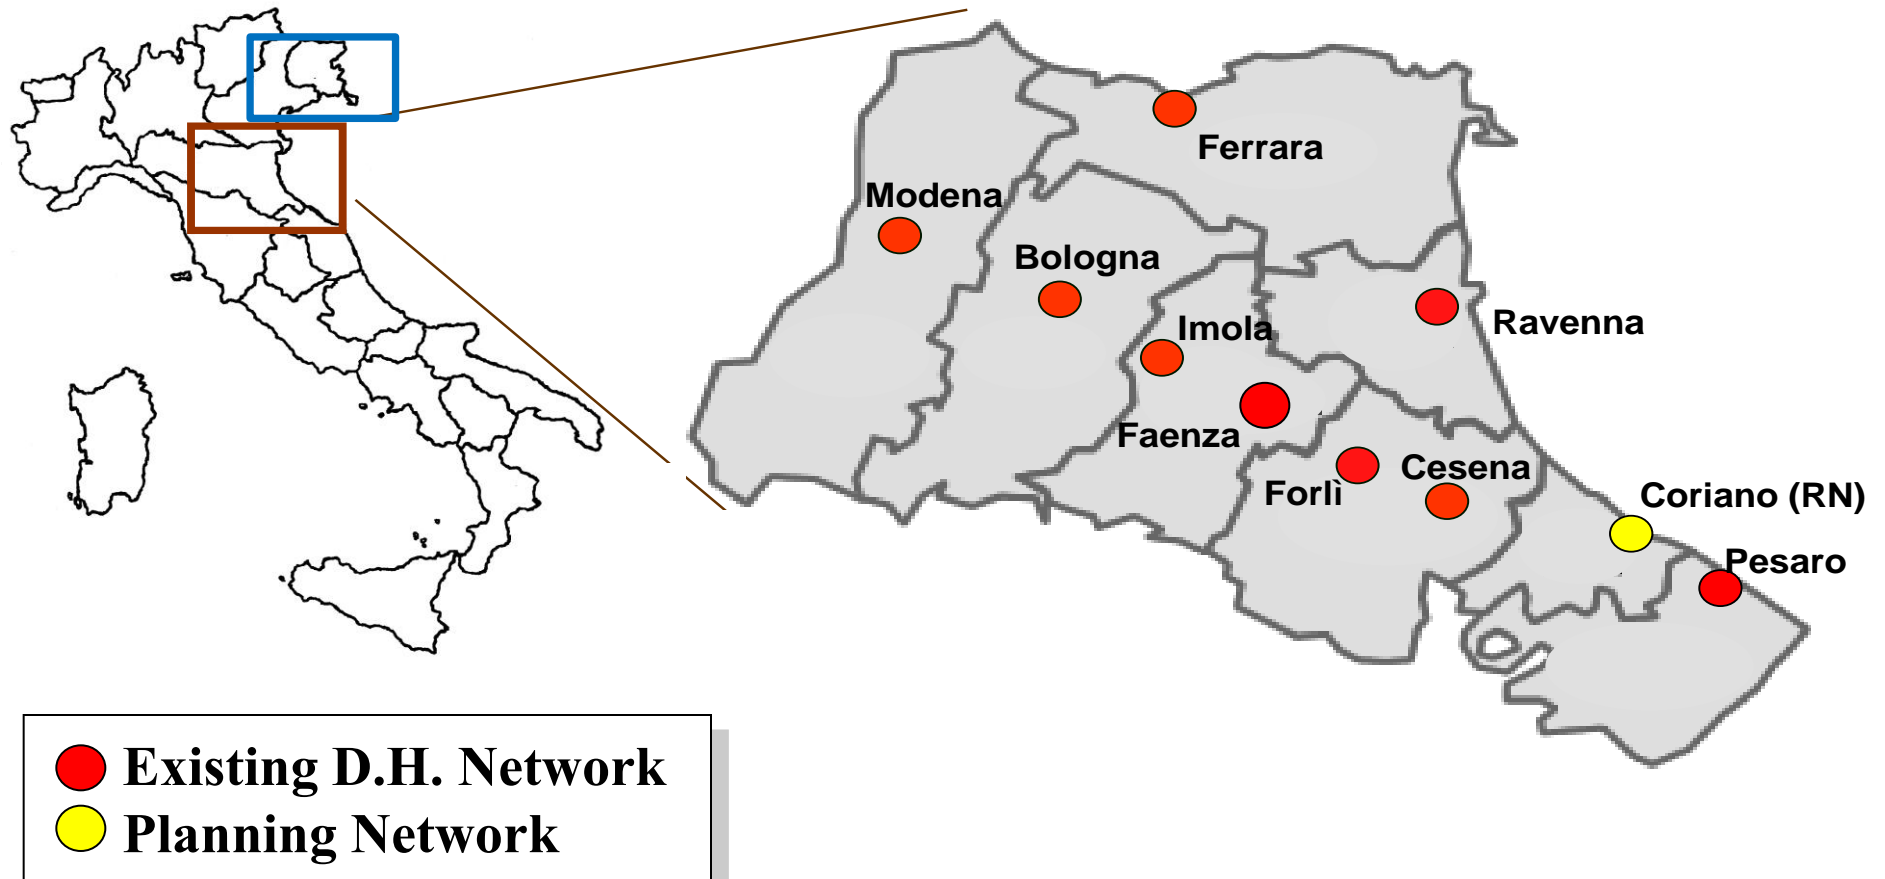 Ferrara
Modena
Bologna
Imola
Ravenna
Faenza
Forlì
Cesena
Coriano (RN)
Pesaro
Existing D.H. Network
Planning Network